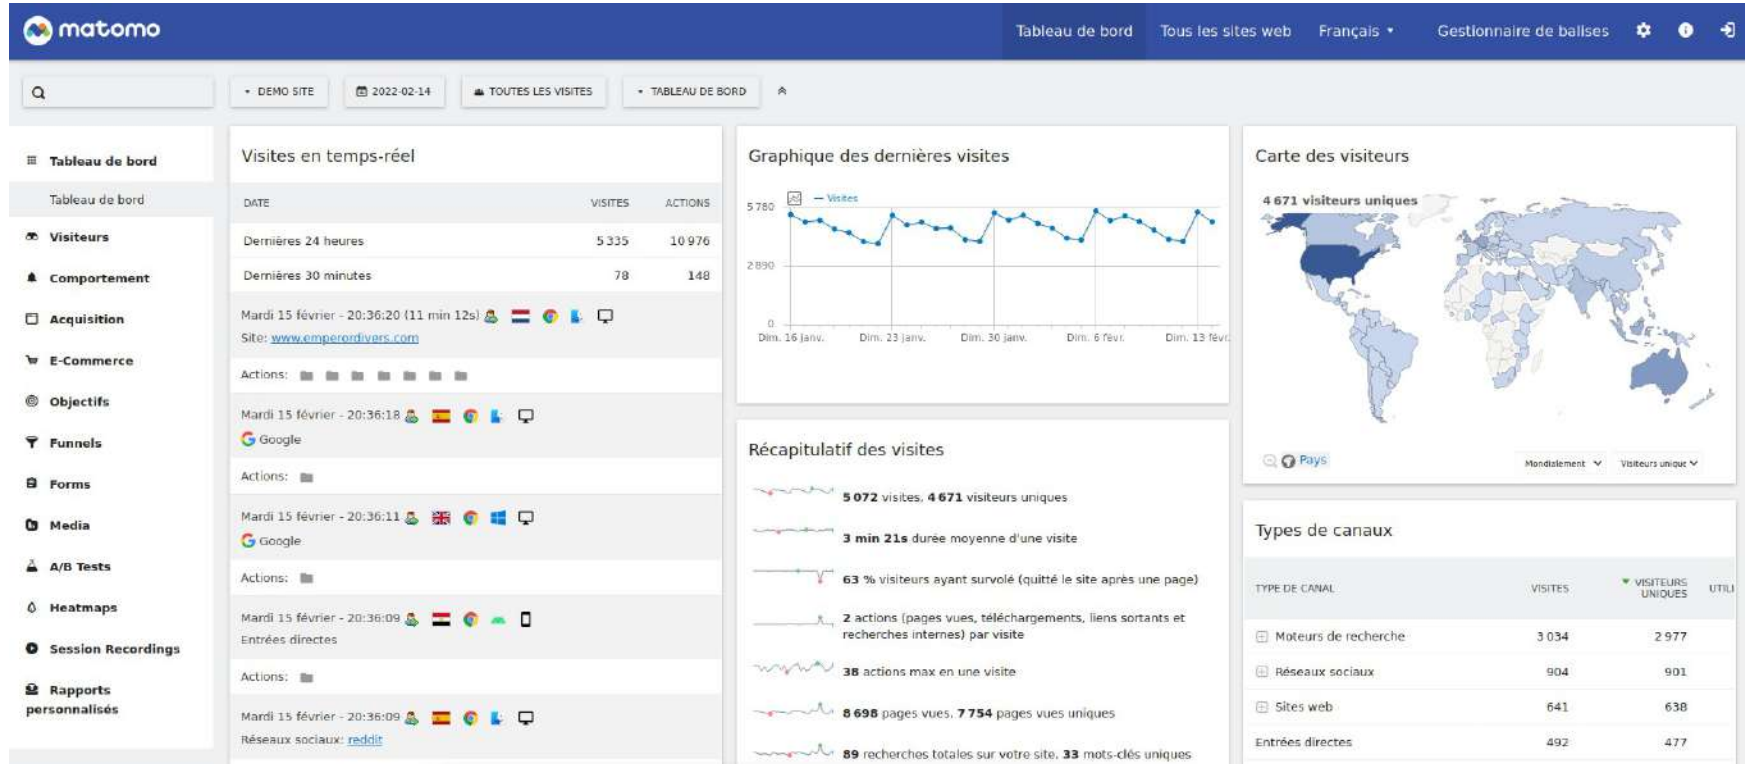 matomo
Tableau de bord
Tous les sites web
Français
Gestionnaire de balises
DEMO SITE
2022-02-14
TOUTES LES VISITES
TABLEAU DE BORD
Tableau de bord
Tableau de bord
Visiteurs
Comportement
Acquisition
E-Commerce
Objectifs
Funnels
Forms
Media
A/B Tests
Heatmaps
Session Recordings
Rapports
personnalisés
Visites en temps-réel
DATE VISITES ACTIONS
Dernières 24 heures 5 335 10 976
Dernières 30 minutes 78 148
Mardi 15 février - 20:36:20 (11 min 12s)
Site: www.emperordivers.com
Actions:
Mardi 15 février - 20:36:18
Google
Actions:
Mardi 15 février - 20:36:11
Google
Actions:
Mardi 15 février - 20:36:09
Entrées directes
Actions:
Mardi 15 février - 20:36:09
Réseaux sociaux: reddit
Graphique des dernières visites
Visites
5 780
2 890
0
Dim. 16 janv. Dim. 23 janv. Dim. 30 janv. Dim. 6 févr. Dim. 13 févr.
Récapitulatif des visites
5 072 visites, 4 671 visiteurs uniques
3 min 21s durée moyenne d'une visite
63 % visiteurs ayant survolé (quitté le site après une page)
2 actions (pages vues, téléchargements, liens sortants et
recherches internes) par visite
38 actions max en une visite
8 698 pages vues, 7 754 pages vues uniques
89 recherches totales sur votre site, 33 mots-clés uniques
Carte des visiteurs
4 671 visiteurs uniques
Pays
Mondialement
Visiteurs unique
Types de canaux
TYPE DE CANAL VISITES VISITEURS UTILI
UNIQUES
Moteurs de recherche 3 034 2 977
Réseaux sociaux 904 901
Sites web 641 638
Entrées directes 492 477